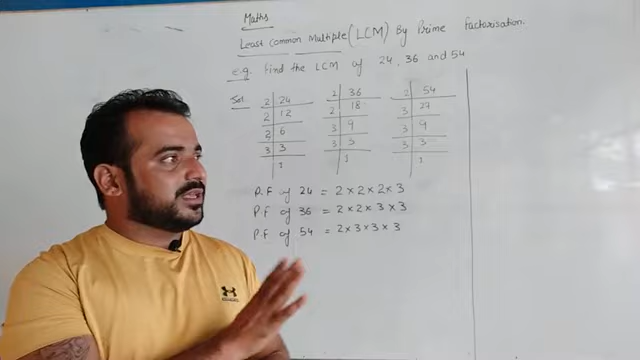 Maths
Least Common Multiple (LCM) By Prime Factorisation.
e.g. Find the LCM of 24, 36 and 54
Sol.
2 24
2 12
2 6
3 3
1
2 36
2 18
3 9
3 3
1
2 54
3 27
3 9
3 3
1
P.F of 24 = 2 × 2 × 2 × 3
P.F of 36 = 2 × 2 × 3 × 3
P.F of 54 = 2 × 3 × 3 × 3